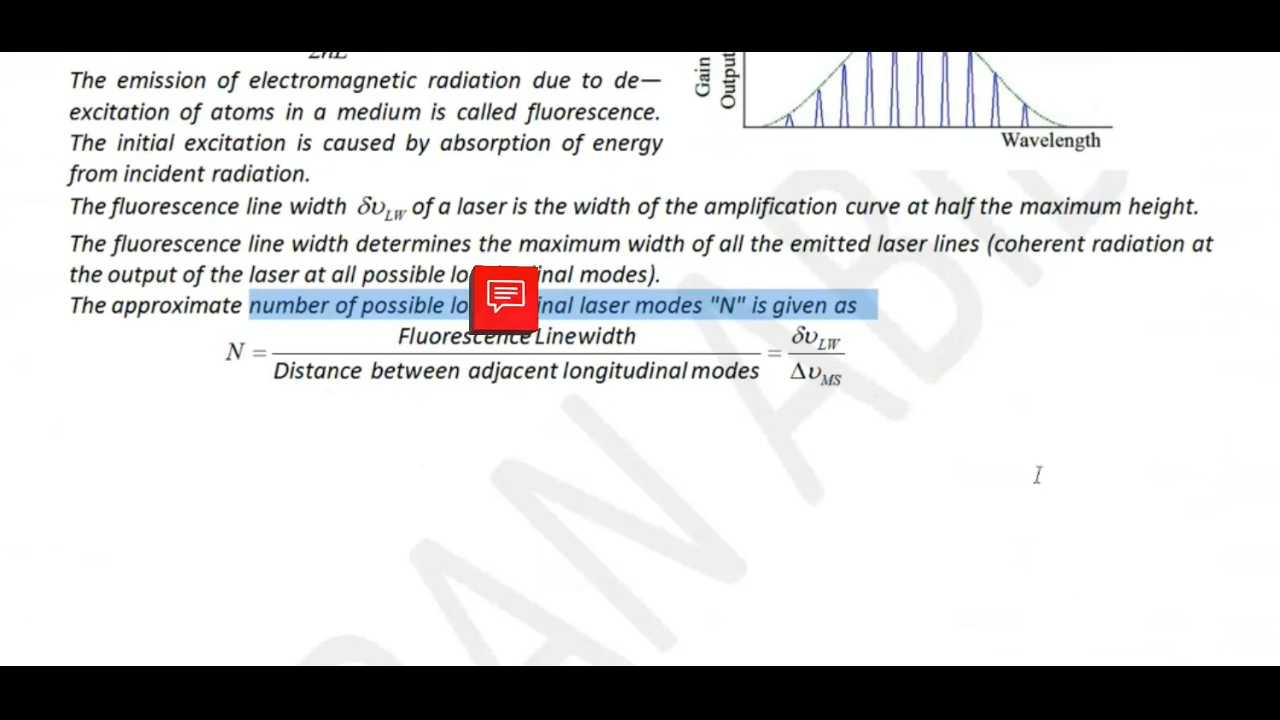 The emission of electromagnetic radiation due to de—
excitation of atoms in a medium is called fluorescence.
The initial excitation is caused by absorption of energy
from incident radiation.
Gain
Output
Wavelength
The fluorescence line width δυ_LW of a laser is the width of the amplification curve at half the maximum height.
The fluorescence line width determines the maximum width of all the emitted laser lines (coherent radiation at
the output of the laser at all possible lo inal modes).
The approximate number of possible lo inal laser modes "N" is given as
N = Fluorescence Linewidth / Distance between adjacent longitudinal modes = δυ_LW / Δυ_MS